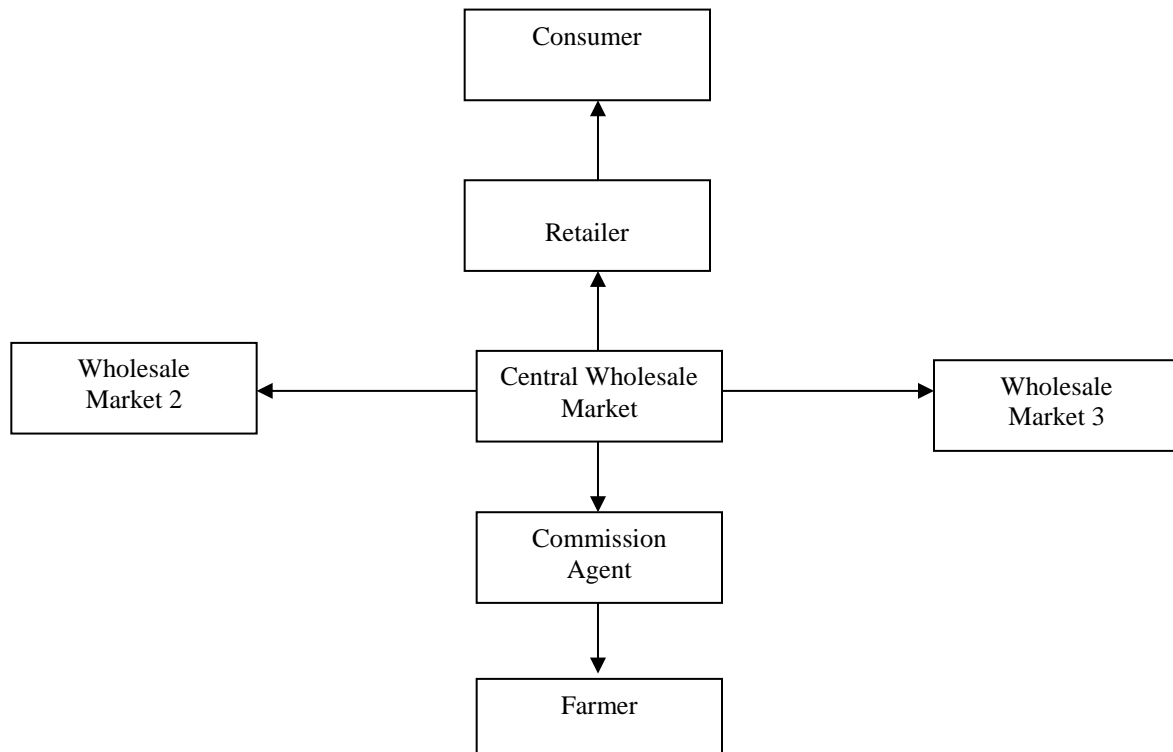 Consumer
Retailer
Wholesale
Market 2
Central Wholesale
Market
Wholesale
Market 3
Commission
Agent
Farmer